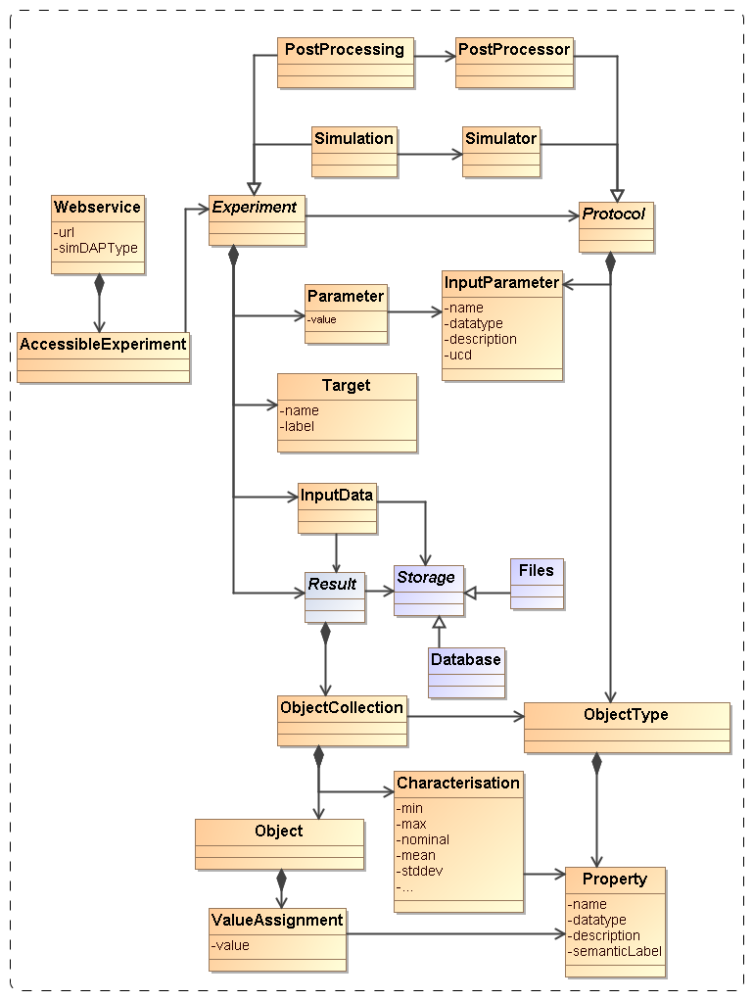 PostProcessing
PostProcessor
Simulation
Simulator
Webservice
-url
-simDAPType
Experiment
Protocol
AccessibleExperiment
Parameter
-value
InputParameter
-name
-datatype
-description
-ucd
Target
-name
-label
InputData
Result
Storage
Files
Database
ObjectCollection
ObjectType
Characterisation
-min
-max
-nominal
-mean
-stddev
-...
Object
ValueAssignment
-value
Property
-name
-datatype
-description
-semanticLabel